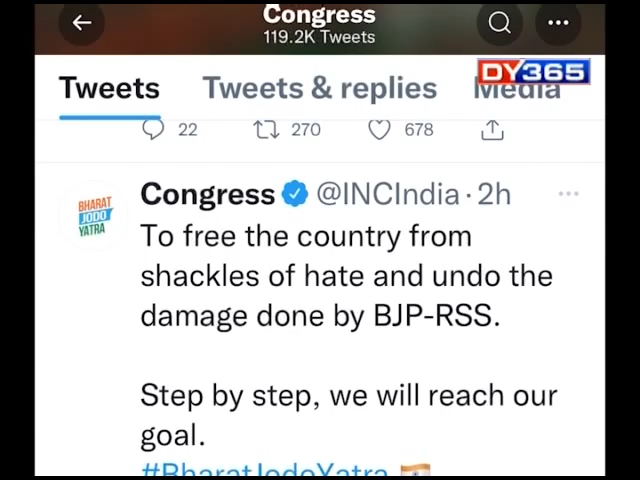 Congress
119.2K Tweets
DY365
Tweets Tweets & replies Media
22 270 678
BHARAT
JODO
YATRA
Congress @INCIndia · 2h
To free the country from
shackles of hate and undo the
damage done by BJP-RSS.
Step by step, we will reach our
goal.
#BharatJodoYatra